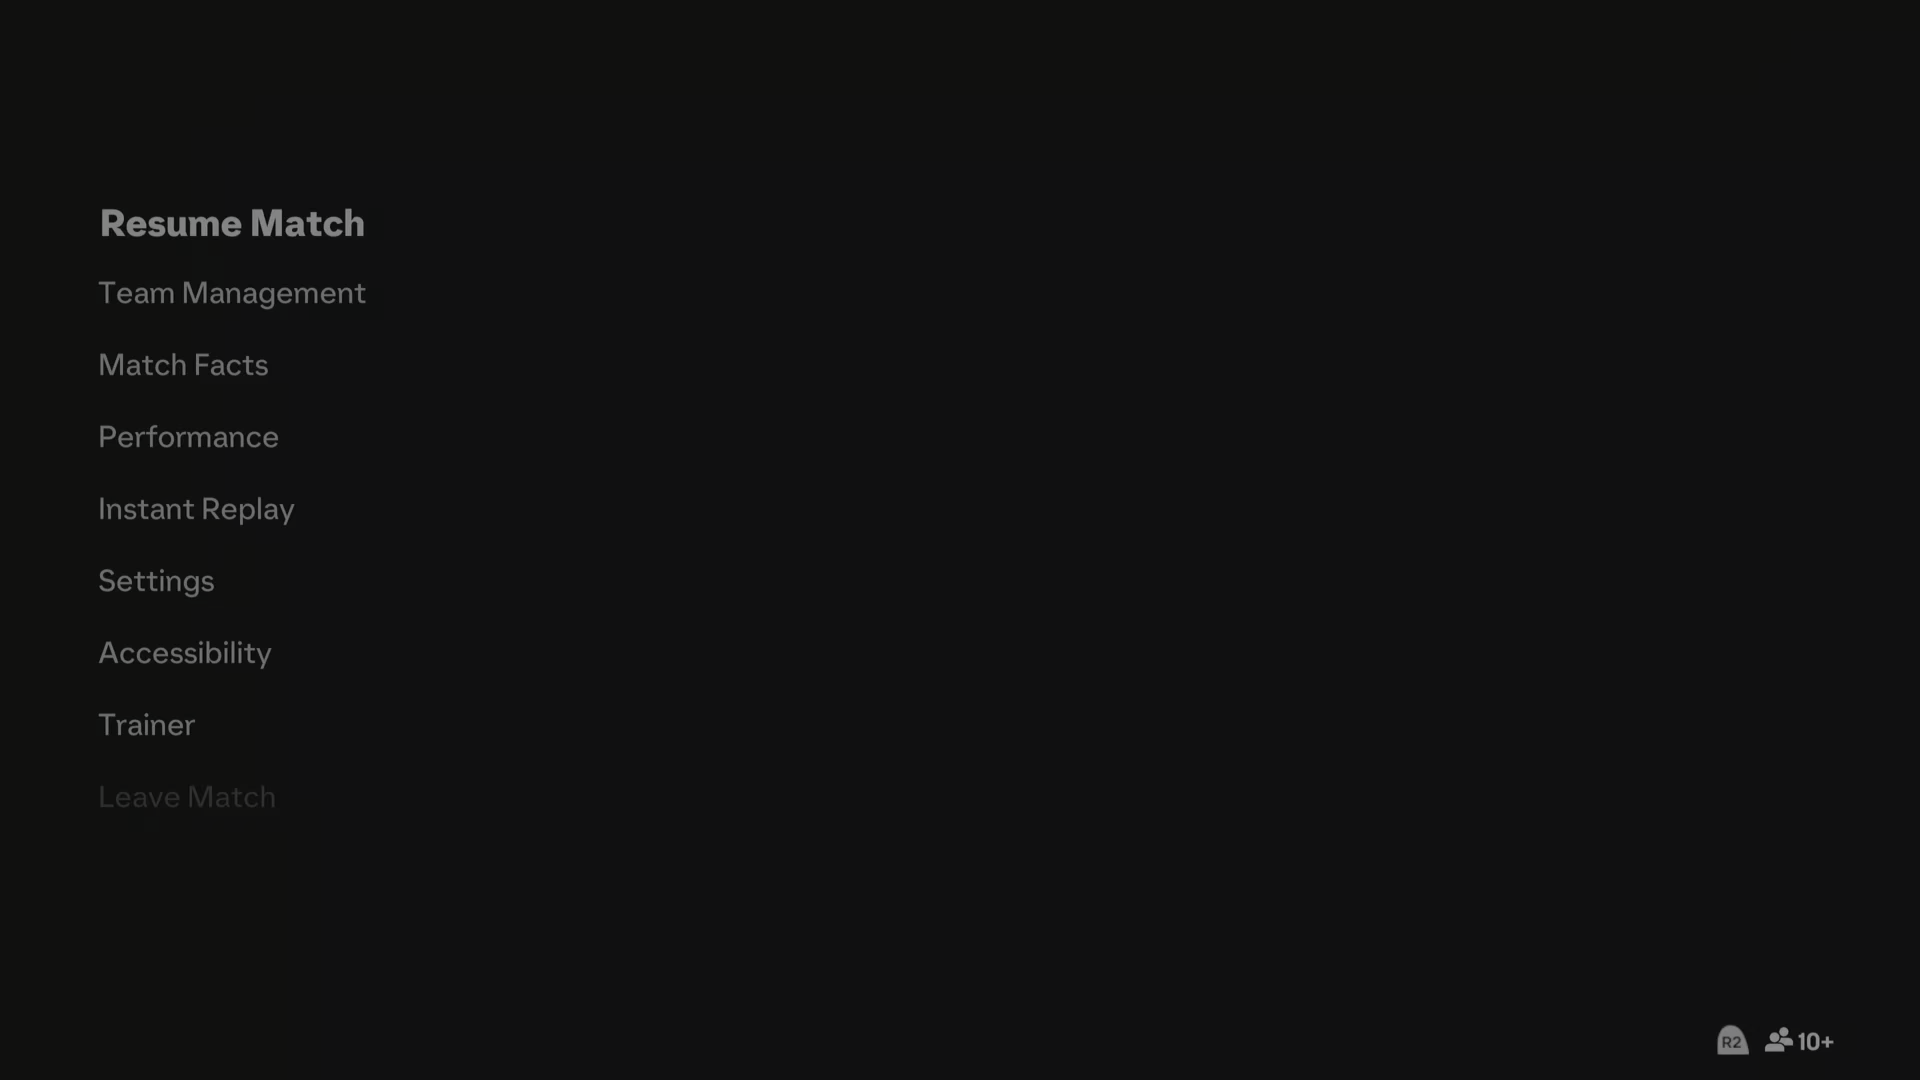 Resume Match
Team Management
Match Facts
Performance
Instant Replay
Settings
Accessibility
Trainer
Leave Match
R2 10+